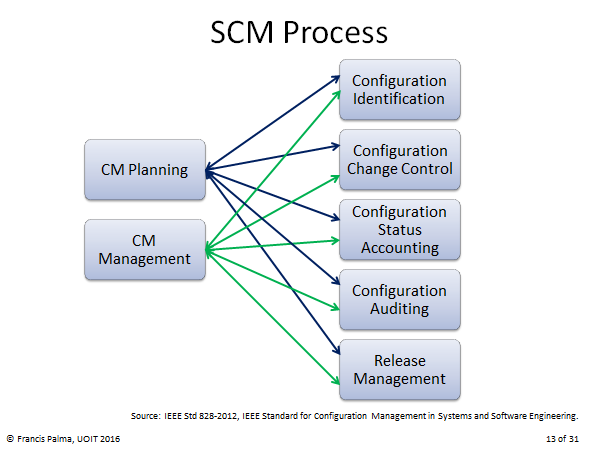 SCM Process
CM Planning
CM
Management
Configuration
Identification
Configuration
Change Control
Configuration
Status
Accounting
Configuration
Auditing
Release
Management
Source: IEEE Std 828-2012, IEEE Standard for Configuration Management in Systems and Software Engineering.
© Francis Palma, UOIT 2016
13 of 31